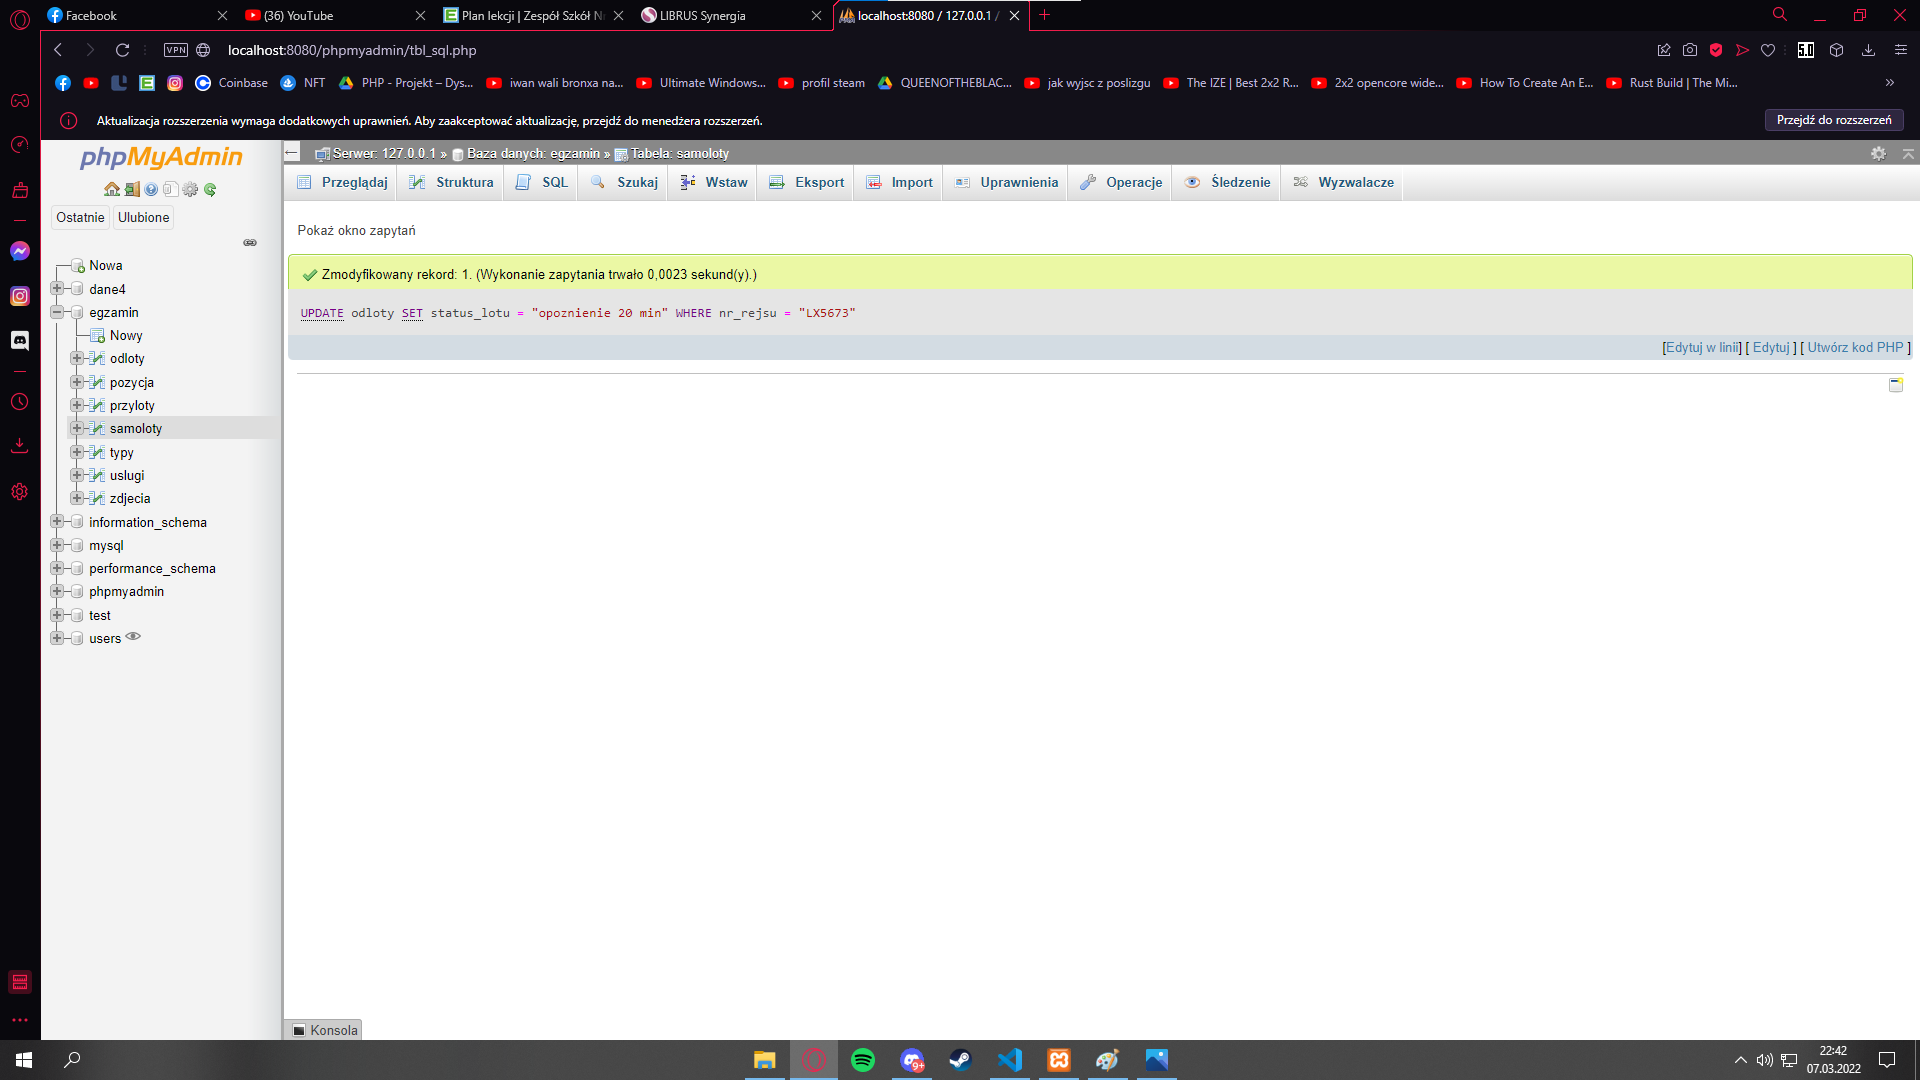 Facebook
(36) YouTube
Plan lekcji | Zespół Szkół
LIBRUS Synergia
localhost:8080 / 127.0.0.1 /
VPN
localhost:8080/phpmyadmin/tbl_sql.php
5.0
Coinbase
NFT
PHP - Projekt – Dys...
iwan wali bronxa na...
Ultimate Windows...
profil steam
QUEENOFTHEBLAC...
jak wyjsc z poslizgu
The IZE | Best 2x2 R...
2x2 opencore wide...
How To Create An E...
Rust Build | The Mi...
»
Aktualizacja rozszerzenia wymaga dodatkowych uprawnień. Aby zaakceptować aktualizację, przejdź do menedżera rozszerzeń.
Przejdź do rozszerzeń
phpMyAdmin
Ostatnie
Ulubione
Nowa
dane4
egzamin
Nowy
odloty
pozycja
przyloty
samoloty
typy
uslugi
zdjecia
information_schema
mysql
performance_schema
phpmyadmin
test
users
Serwer: 127.0.0.1 » Baza danych: egzamin » Tabela: samoloty
Przeglądaj
Struktura
SQL
Szukaj
Wstaw
Eksport
Import
Uprawnienia
Operacje
Śledzenie
Wyzwalacze
Pokaż okno zapytań
Zmodyfikowany rekord: 1. (Wykonanie zapytania trwało 0,0023 sekund(y).)
UPDATE odloty SET status_lotu = "opoznienie 20 min" WHERE nr_rejsu = "LX5673"
[Edytuj w linii] [ Edytuj ] [ Utwórz kod PHP ]
Konsola
9+
22:42
07.03.2022